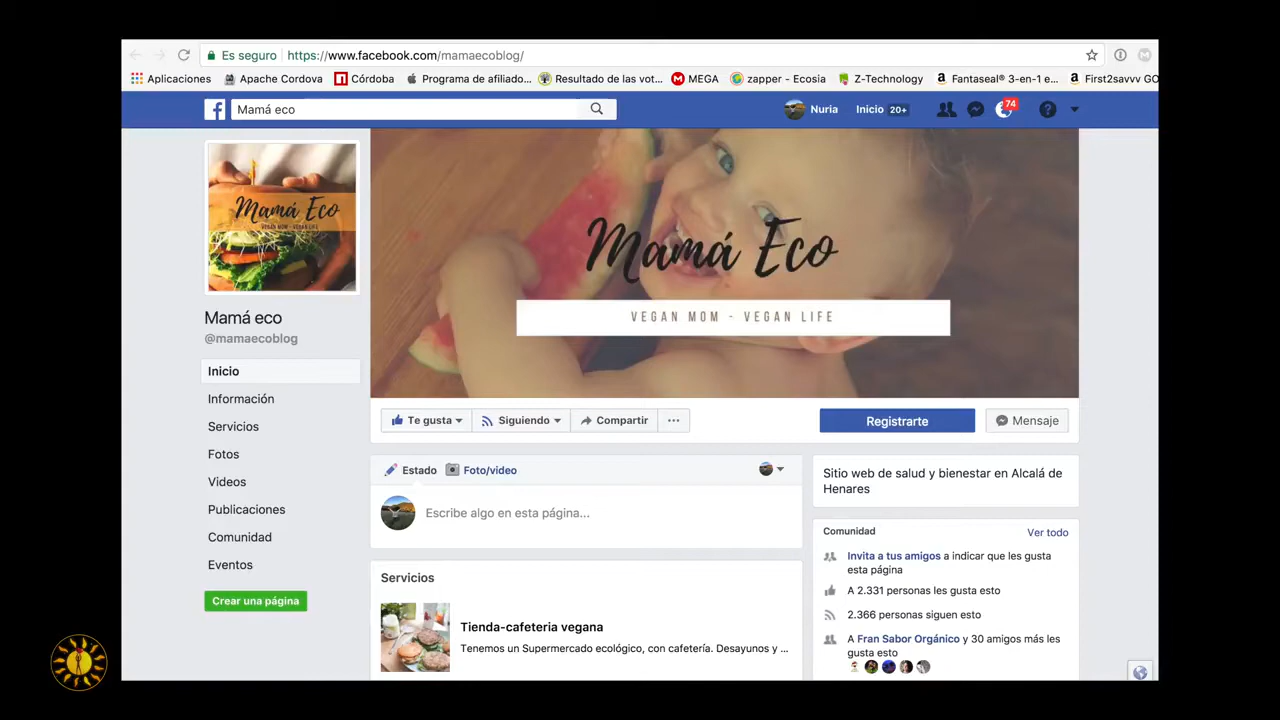 Es seguro https://www.facebook.com/mamaecoblog/
Aplicaciones Apache Cordova Córdoba Programa de afiliado... Resultado de las vot... MEGA zapper - Ecosia Z-Technology Fantaseal® 3-en-1 e... First2savvv GO
Mamá eco
Nuria Inicio 20+ 74
Mamá Eco
VEGAN MOM - VEGAN LIFE
Mamá Eco
VEGAN MOM - VEGAN LIFE
Mamá eco
@mamaecoblog
Inicio
Información
Servicios
Fotos
Videos
Publicaciones
Comunidad
Eventos
Crear una página
Te gusta Siguiendo Compartir ... Registrarte Mensaje
Estado Foto/video
Escribe algo en esta página...
Servicios
Tienda-cafeteria vegana
Tenemos un Supermercado ecológico, con cafetería. Desayunos y ...
Sitio web de salud y bienestar en Alcalá de
Henares
Comunidad Ver todo
Invita a tus amigos a indicar que les gusta
esta página
A 2.331 personas les gusta esto
2.366 personas siguen esto
A Fran Sabor Orgánico y 30 amigos más les
gusta esto